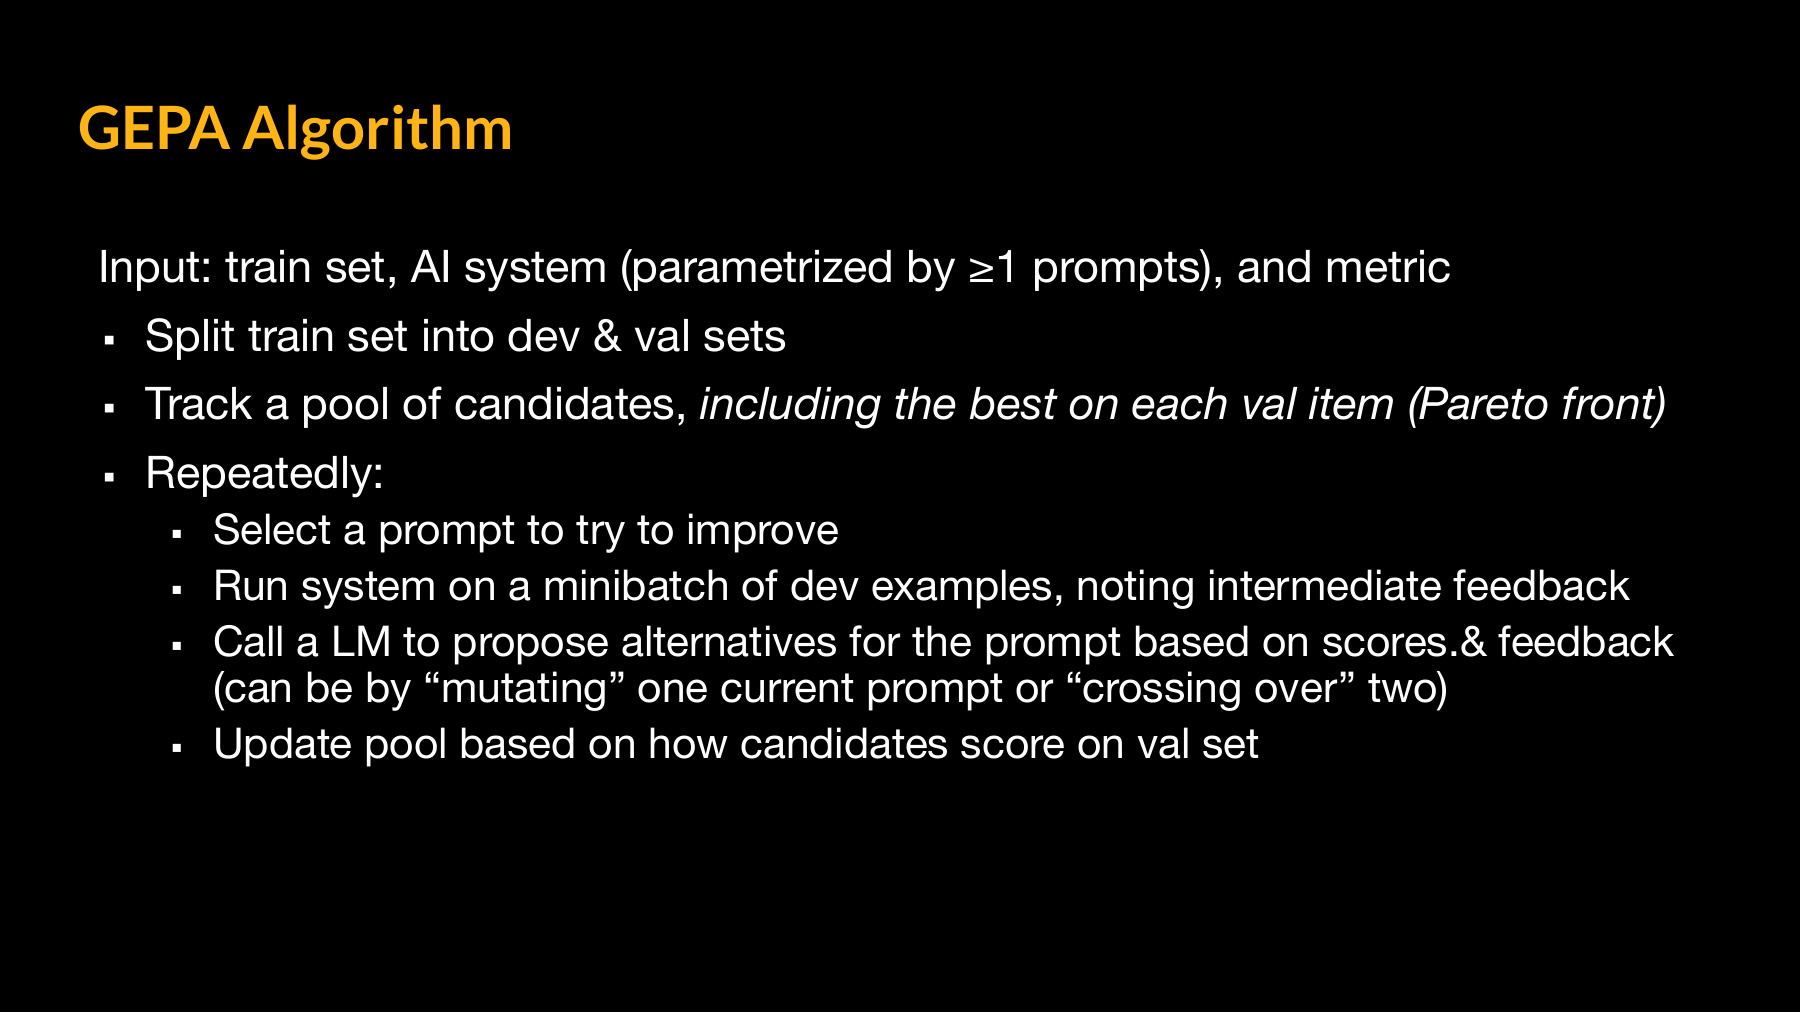 GEPA Algorithm
Input: train set, AI system (parametrized by ≥1 prompts), and metric
▪ Split train set into dev & val sets
▪ Track a pool of candidates, including the best on each val item (Pareto front)
▪ Repeatedly:
▪ Select a prompt to try to improve
▪ Run system on a minibatch of dev examples, noting intermediate feedback
▪ Call a LM to propose alternatives for the prompt based on scores.& feedback
(can be by “mutating” one current prompt or “crossing over” two)
▪ Update pool based on how candidates score on val set